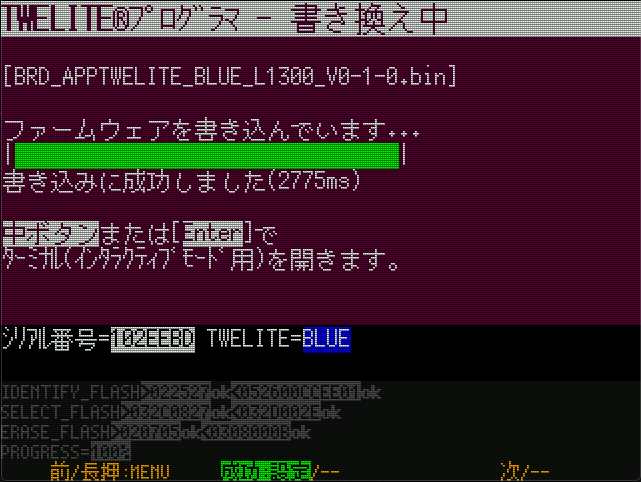 TWELITE®ﾌﾟﾛｸﾞﾗﾏ - 書き換え中
[BRD_APPTWELITE_BLUE_L1300_V0-1-0.bin]
ファームウェアを書き込んでいます...
||
書き込みに成功しました(2775ms)
中ボタンまたは[Enter]で
ﾀｰﾐﾅﾙ(ｲﾝﾀﾗｸﾃｨﾌﾞﾓｰﾄﾞ用)を開きます。
ｼﾘｱﾙ番号=102EEBD TWELITE=BLUE
IDENTIFY_FLASH>022527ok<052600CCEE01ok
SELECT_FLASH>032C0827ok<032D002Eok
ERASE_FLASH>020705ok<0308000Bok
PROGRESS=100%
前/長押:MENU 成功:設定/-- 次/--